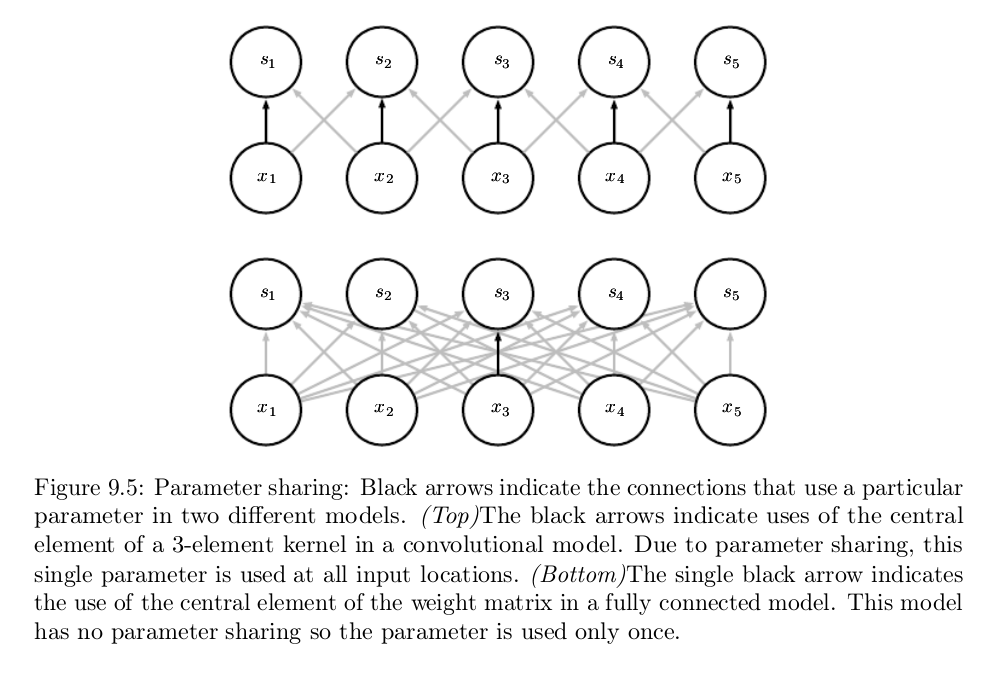 s₁ s₂ s₃ s₄ s₅
x₁ x₂ x₃ x₄ x₅
s₁ s₂ s₃ s₄ s₅
x₁ x₂ x₃ x₄ x₅
Figure 9.5: Parameter sharing: Black arrows indicate the connections that use a particular
parameter in two different models. (Top)The black arrows indicate uses of the central
element of a 3-element kernel in a convolutional model. Due to parameter sharing, this
single parameter is used at all input locations. (Bottom)The single black arrow indicates
the use of the central element of the weight matrix in a fully connected model. This model
has no parameter sharing so the parameter is used only once.